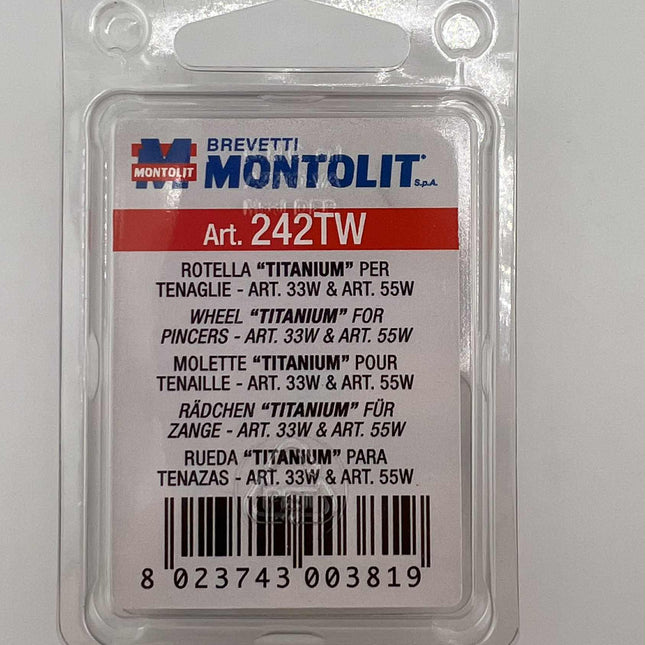 BREVETTI
MONTOLIT
MONTOLIT S.p.A.
Art. 242TW
ROTELLA “TITANIUM” PER
TENAGLIE - ART. 33W & ART. 55W
WHEEL “TITANIUM” FOR
PINCERS - ART. 33W & ART. 55W
MOLETTE “TITANIUM” POUR
TENAILLE - ART. 33W & ART. 55W
RÄDCHEN “TITANIUM” FÜR
ZANGE - ART. 33W & ART. 55W
RUEDA “TITANIUM” PARA
TENAZAS - ART. 33W & ART. 55W
8 023743 003819